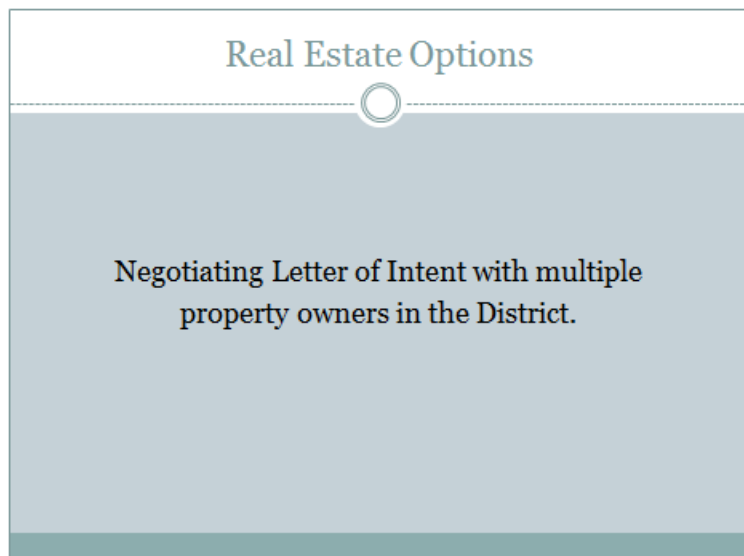 Real Estate Options
Negotiating Letter of Intent with multiple
property owners in the District.